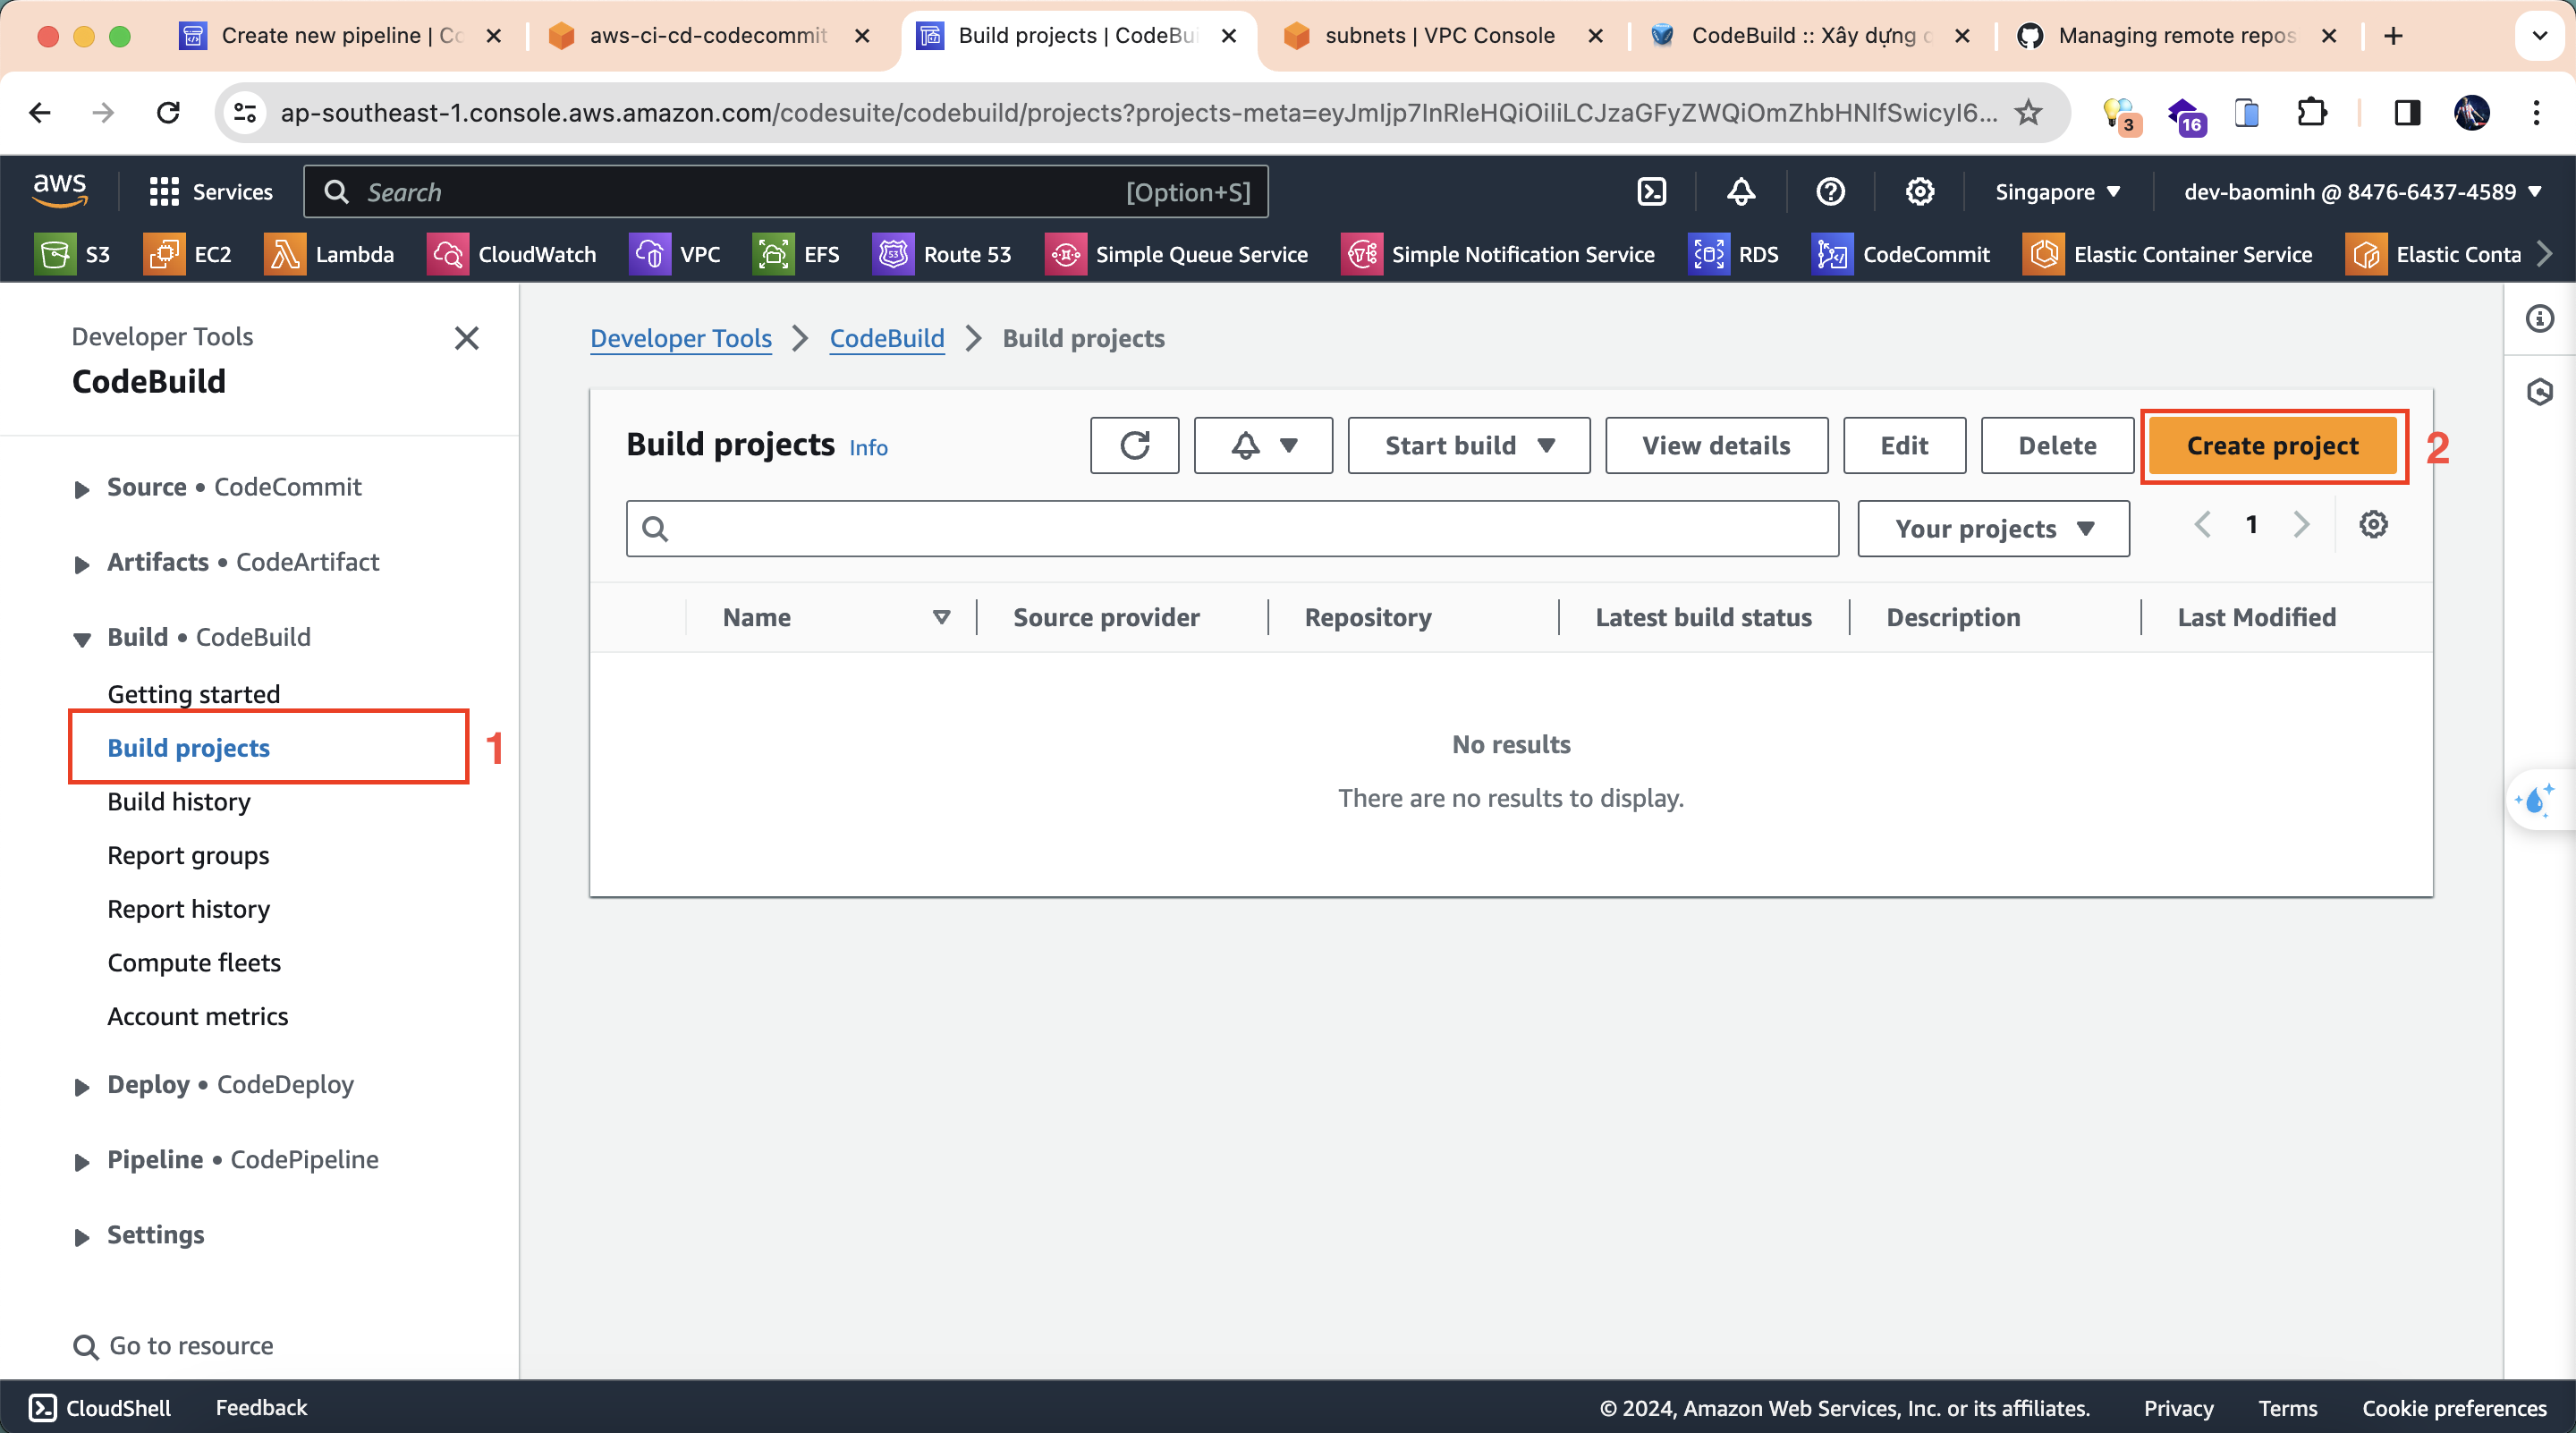 Create new pipeline | Co
aws-ci-cd-codecommit
Build projects | CodeBui
subnets | VPC Console
CodeBuild :: Xây dựng c
Managing remote repos
ap-southeast-1.console.aws.amazon.com/codesuite/codebuild/projects?projects-meta=eyJmIjp7InRleHQiOiIiLCJzaGFyZWQiOmZhbHNlfSwicyI6...
3
16
aws
Services
Search
[Option+S]
Singapore
dev-baominh @ 8476-6437-4589
S3
EC2
Lambda
CloudWatch
VPC
EFS
53
Route 53
Simple Queue Service
Simple Notification Service
RDS
CodeCommit
Elastic Container Service
Elastic Conta
Developer Tools
CodeBuild
Source • CodeCommit
Artifacts • CodeArtifact
Build • CodeBuild
Getting started
Build projects
1
Build history
Report groups
Report history
Compute fleets
Account metrics
Deploy • CodeDeploy
Pipeline • CodePipeline
Settings
Go to resource
Developer Tools
CodeBuild
Build projects
Build projects Info
Start build
View details
Edit
Delete
Create project
2
Your projects
1
Name
Source provider
Repository
Latest build status
Description
Last Modified
No results
There are no results to display.
CloudShell
Feedback
© 2024, Amazon Web Services, Inc. or its affiliates.
Privacy
Terms
Cookie preferences